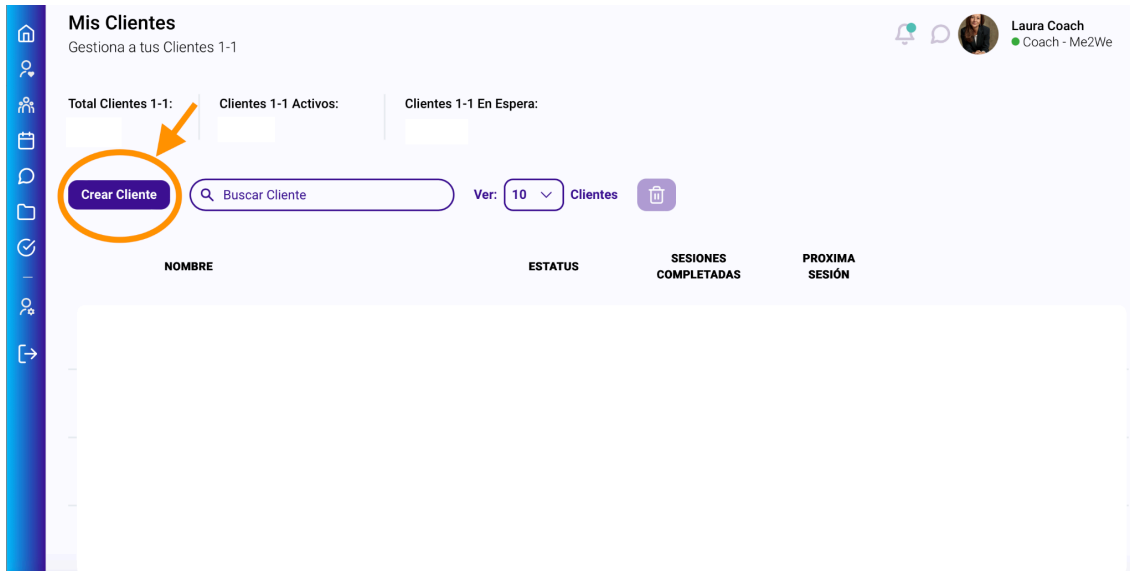 Mis Clientes
Gestiona a tus Clientes 1-1
Laura Coach
Coach - Me2We
Total Clientes 1-1:
Clientes 1-1 Activos:
Clientes 1-1 En Espera:
Crear Cliente
Buscar Cliente
Ver: 10 Clientes
NOMBRE
ESTATUS
SESIONES
COMPLETADAS
PROXIMA
SESIÓN